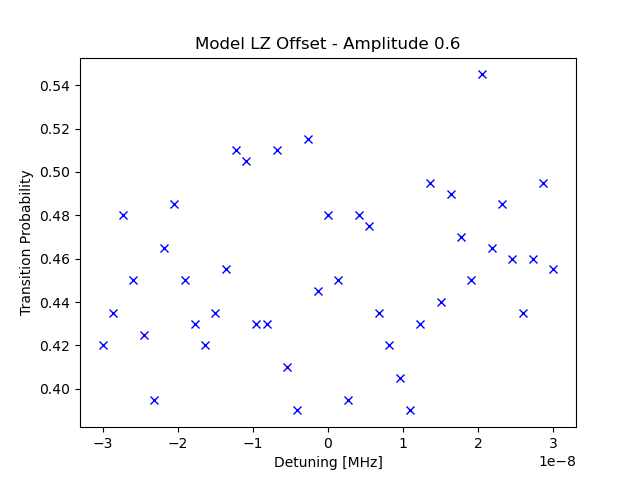 Model LZ Offset - Amplitude 0.6
Transition Probability
0.54
0.52
0.50
0.48
0.46
0.44
0.42
0.40
−3 −2 −1 0 1 2 3
1e−8
Detuning [MHz]